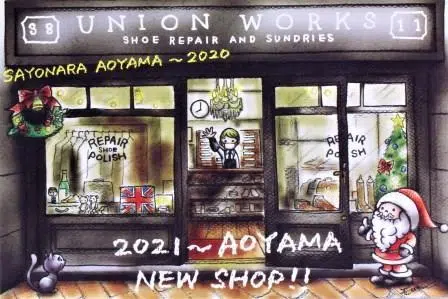 98 UNION WORKS 11
SHOE REPAIR AND SUNDRIES
SAYONARA AOYAMA ~ 2020
REPAIR
SHOE
POLISH
REPAIR
POLISH
2021 ~ AOYAMA
NEW SHOP!!